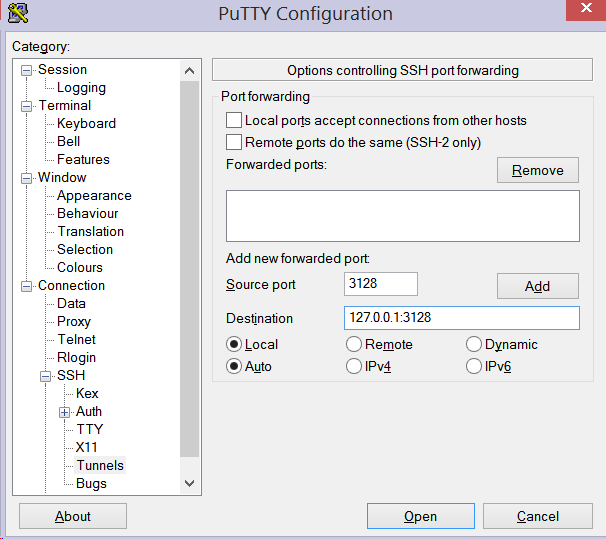 PuTTY Configuration
Category:
Session
Logging
Terminal
Keyboard
Bell
Features
Window
Appearance
Behaviour
Translation
Selection
Colours
Connection
Data
Proxy
Telnet
Rlogin
SSH
Kex
Auth
TTY
X11
Tunnels
Bugs
Options controlling SSH port forwarding
Port forwarding
Local ports accept connections from other hosts
Remote ports do the same (SSH-2 only)
Forwarded ports:
Remove
Add new forwarded port:
Source port 3128 Add
Destination 127.0.0.1:3128
Local Remote Dynamic
Auto IPv4 IPv6
About Open Cancel